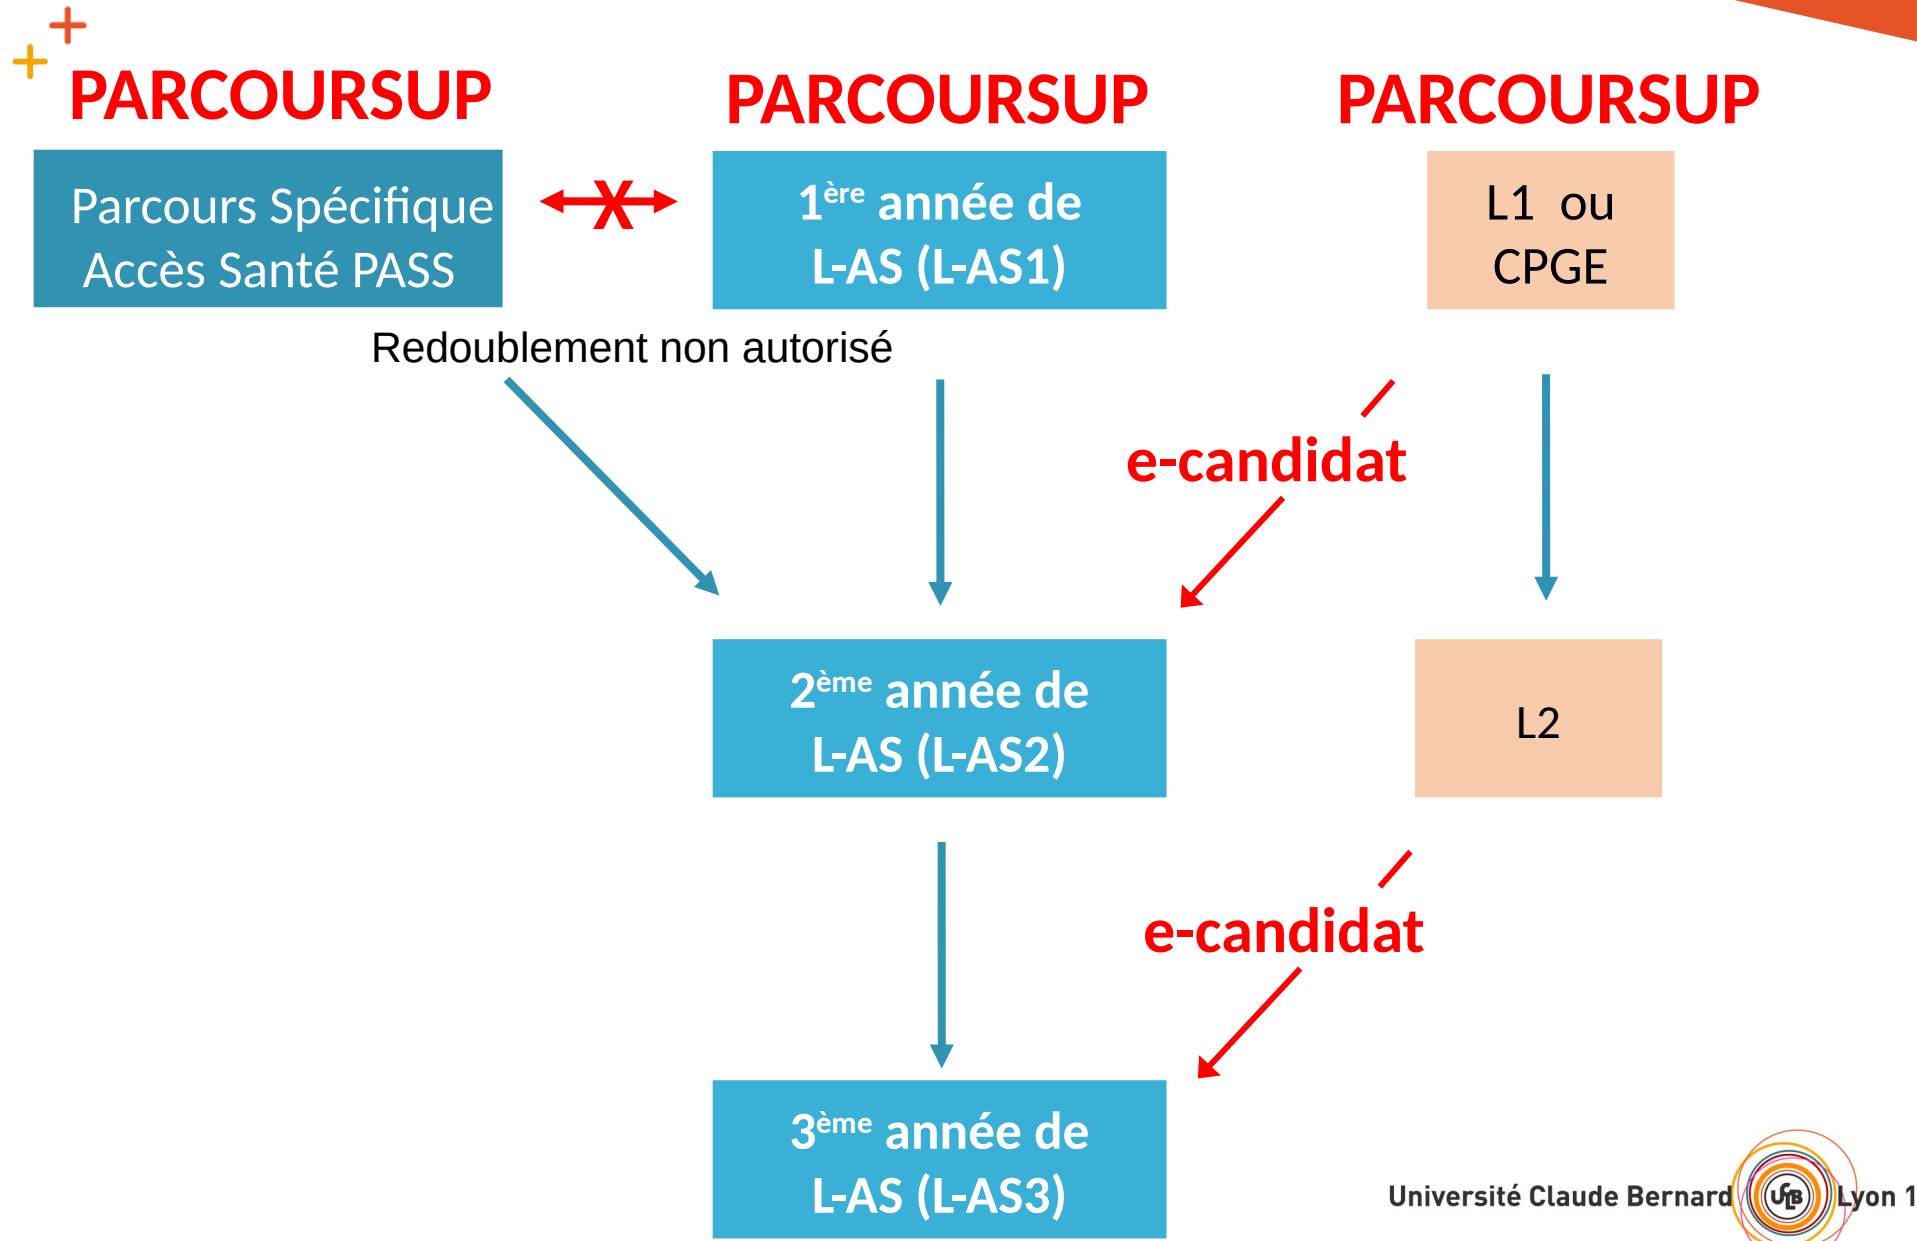 PARCOURSUP
PARCOURSUP
PARCOURSUP
Parcours Spécifique
Accès Santé PASS
X
1ère année de
L-AS (L-AS1)
L1 ou
CPGE
Redoublement non autorisé
e-candidat
2ème année de
L-AS (L-AS2)
L2
e-candidat
3ème année de
L-AS (L-AS3)
Université Claude Bernard UCLB Lyon 1